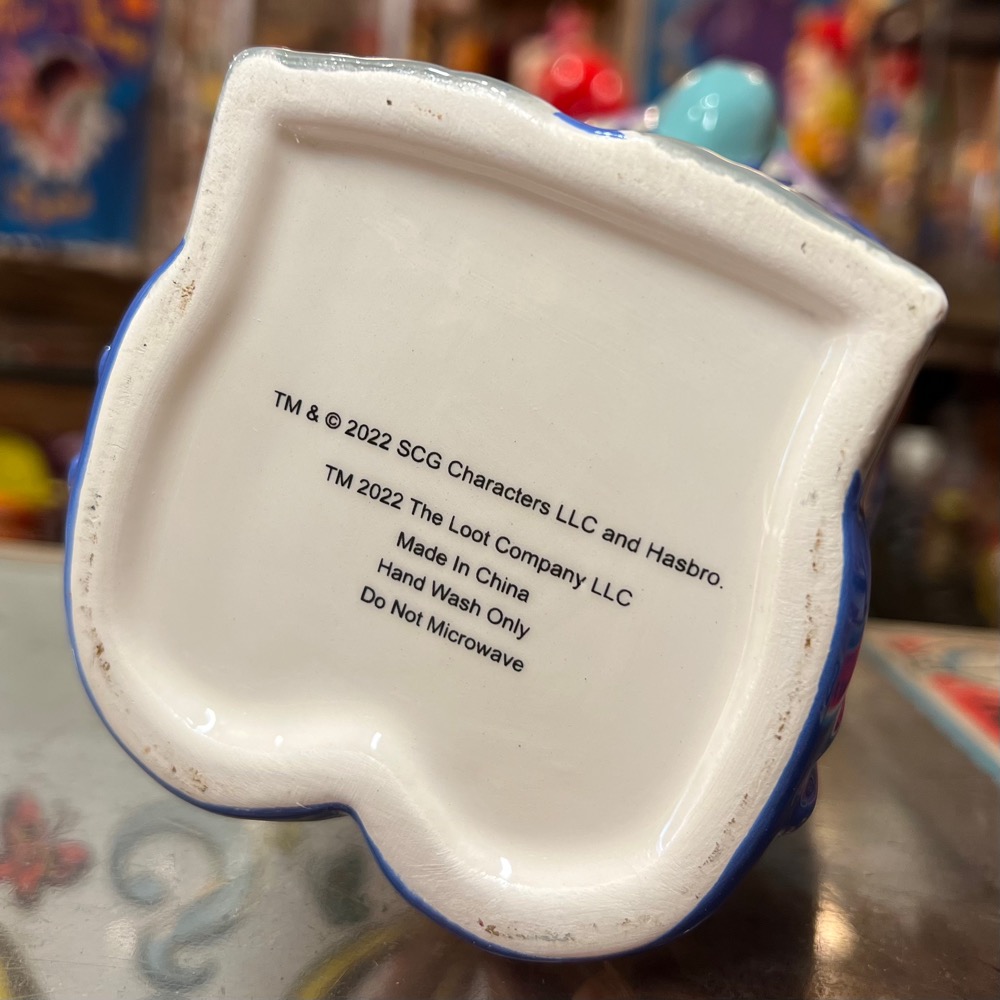 TM & © 2022 SCG Characters LLC and Hasbro.
TM 2022 The Loot Company LLC
Made In China
Hand Wash Only
Do Not Microwave